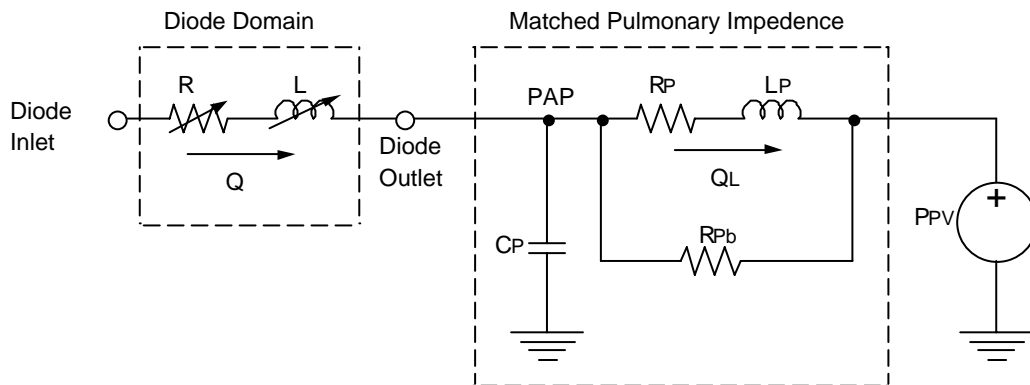 Diode Domain
Matched Pulmonary Impedence
R
L
PAP
RP
LP
Diode
Inlet
Diode
Outlet
Q
QL
CP
RPb
PPV
+